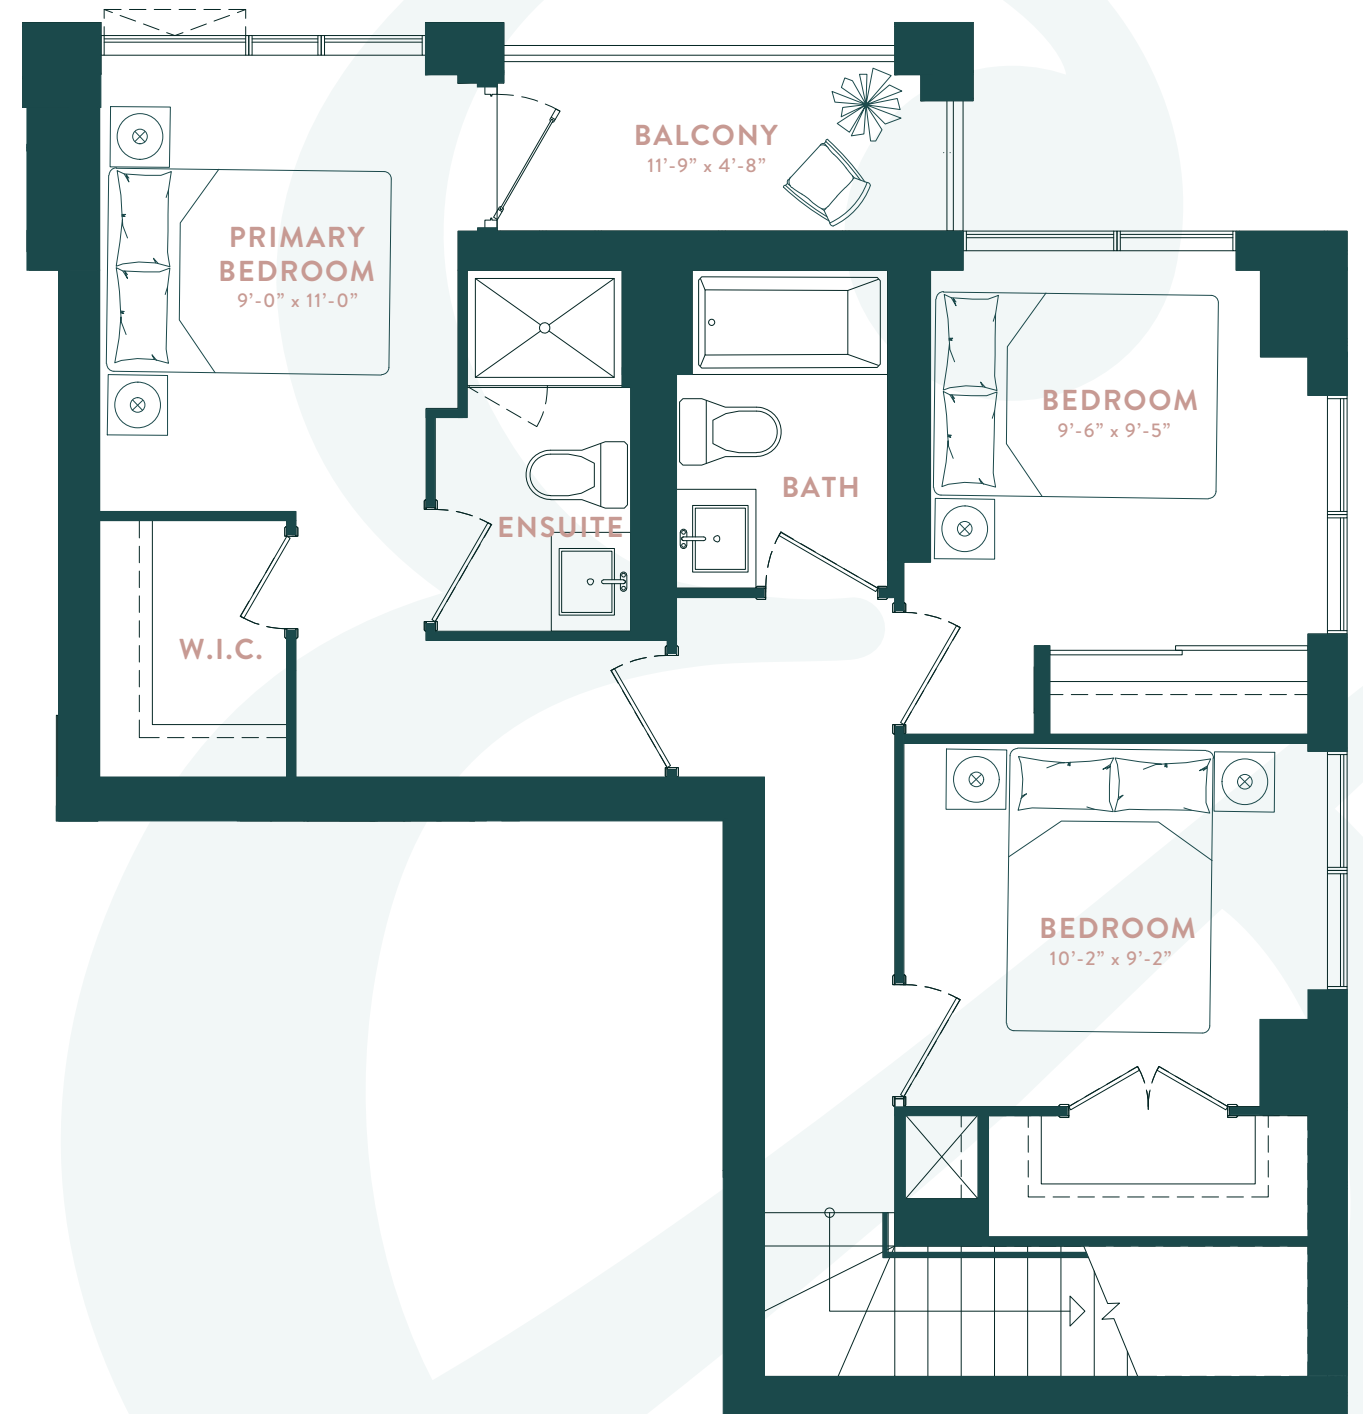 BALCONY
11’-9” x 4’-8”
PRIMARY
BEDROOM
9’-0” x 11’-0”
BEDROOM
9’-6” x 9’-5”
BATH
ENSUITE
W.I.C.
BEDROOM
10’-2” x 9’-2”